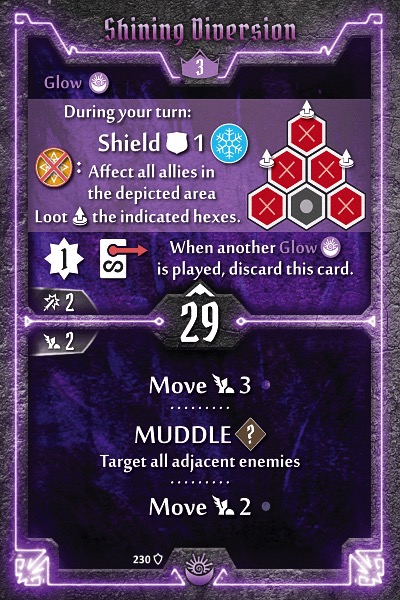 Shining Diversion
3
Glow
During your turn:
Shield 1
: Affect all allies in
the depicted area
Loot the indicated hexes.
1
S
When another Glow
is played, discard this card.
2
29
2
Move 3
MUDDLE ?
Target all adjacent enemies
Move 2
230